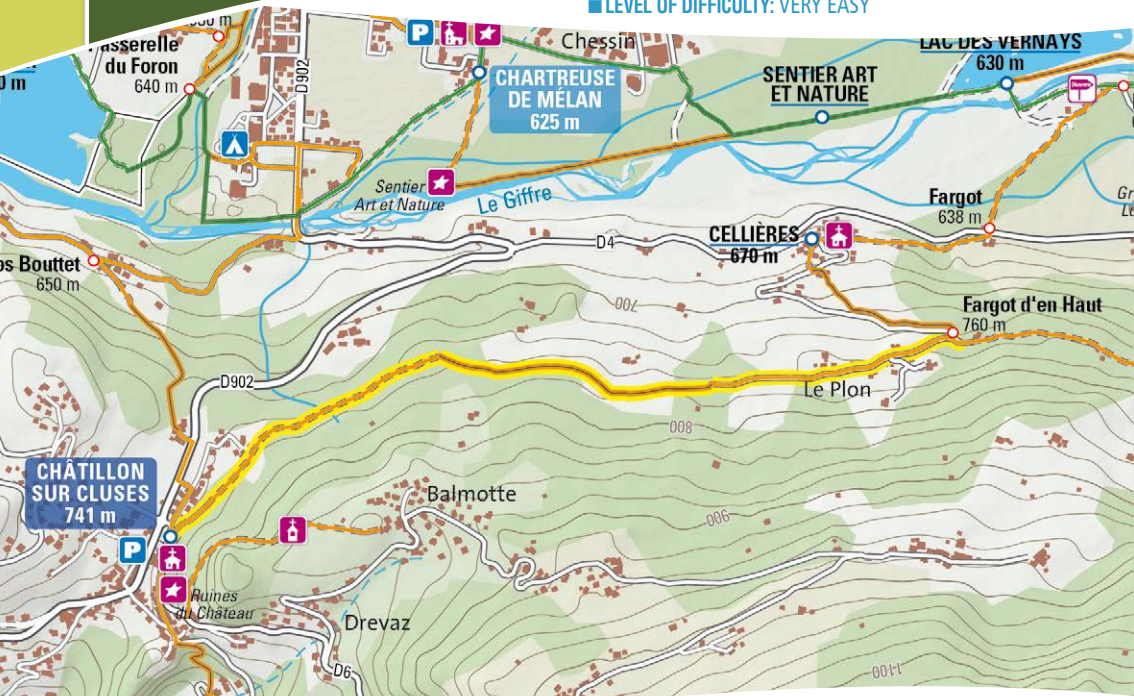 ■ LEVEL OF DIFFICULTY: VERY EASY
Passerelle
du Foron
640 m
0 m
D902
P
Chessin
CHARTREUSE
DE MÉLAN
625 m
SENTIER ART
ET NATURE
LAC DES VERNAYS
630 m
Sentier
Art et Nature
Le Giffre
Fargot
638 m
D4
CELLIÈRES
670 m
os Bouttet
650 m
700
Fargot d'en Haut
760 m
D902
Le Plon
800
CHÂTILLON
SUR CLUSES
741 m
P
Balmotte
900
Ruines
du Château
Drevaz
D6
1100